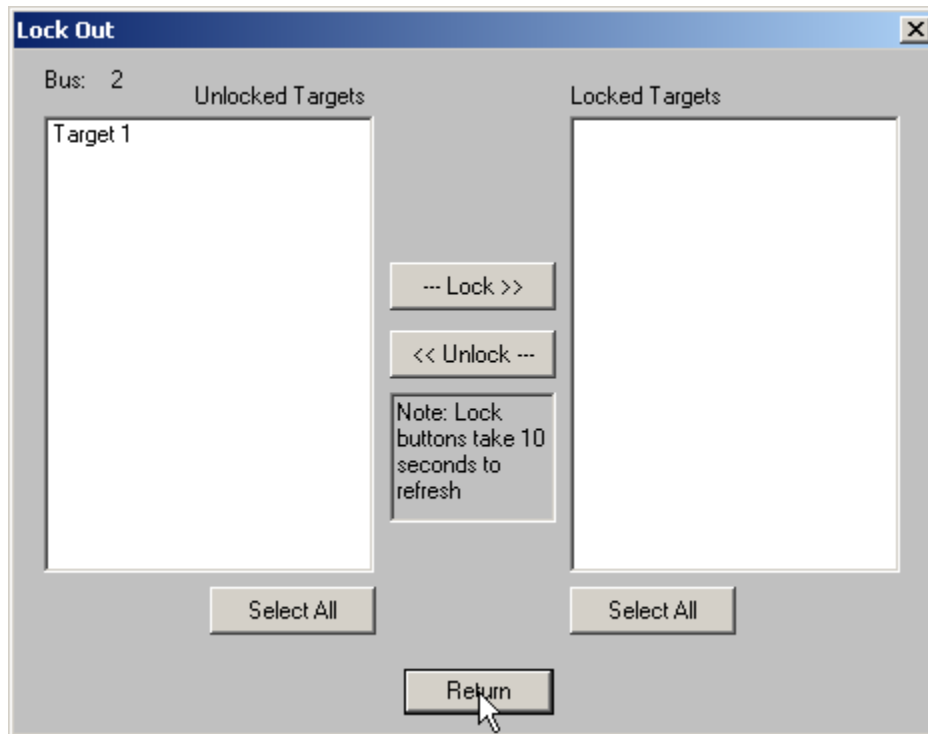 Lock Out
Bus: 2
Unlocked Targets
Locked Targets
Target 1
--- Lock >>
<< Unlock ---
Note: Lock
buttons take 10
seconds to
refresh
Select All
Select All
Return